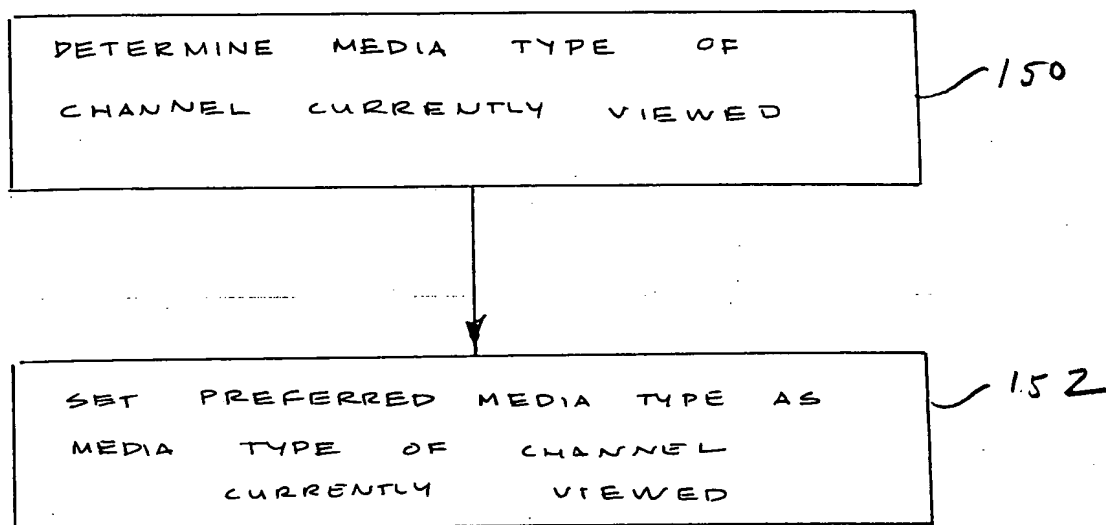 DETERMINE MEDIA TYPE OF
CHANNEL CURRENTLY VIEWED
150
SET PREFERRED MEDIA TYPE AS
MEDIA TYPE OF CHANNEL
CURRENTLY VIEWED
152